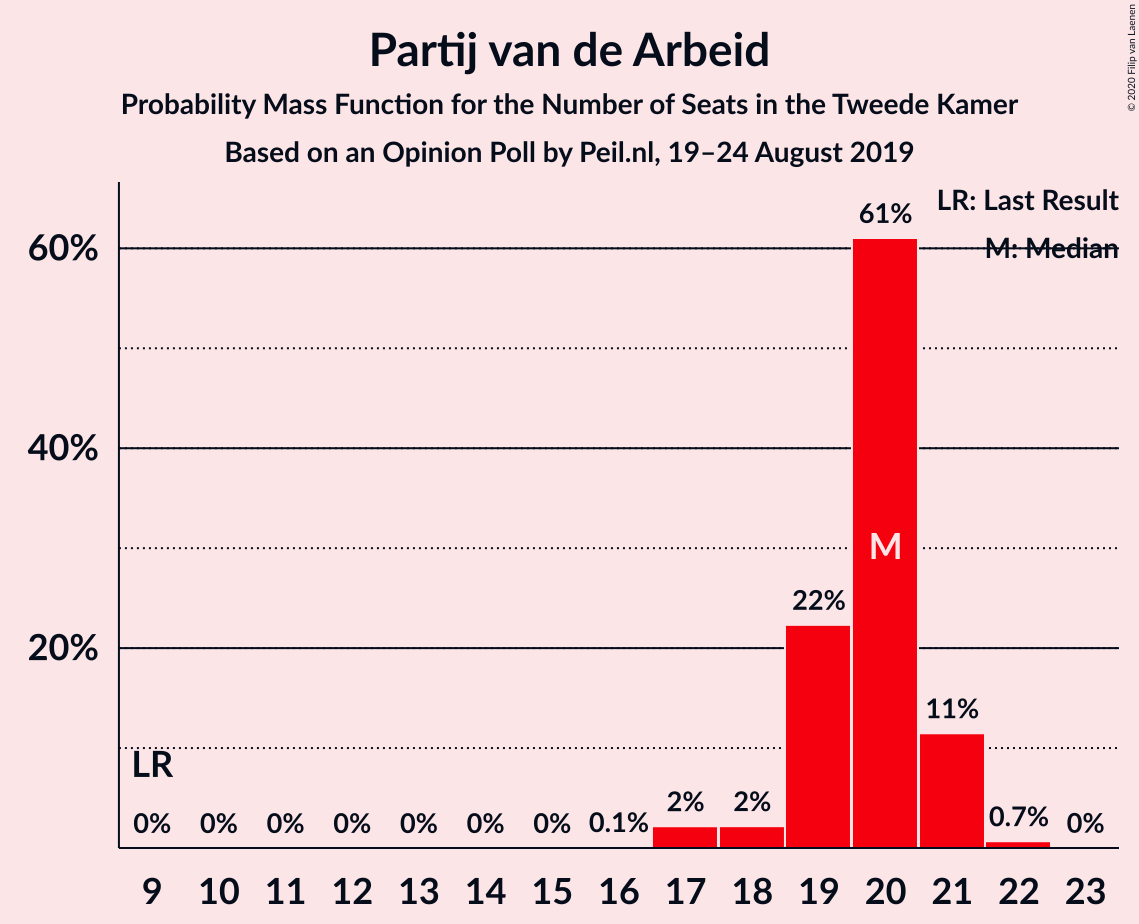 © 2020 Filip van Laenen
Partij van de Arbeid
Probability Mass Function for the Number of Seats in the Tweede Kamer
Based on an Opinion Poll by Peil.nl, 19–24 August 2019
LR: Last Result
M: Median
60%
40%
20%
61%
M
22%
11%
LR
0% 0% 0% 0% 0% 0% 0% 0.1% 2% 2% 0.7% 0%
9 10 11 12 13 14 15 16 17 18 19 20 21 22 23